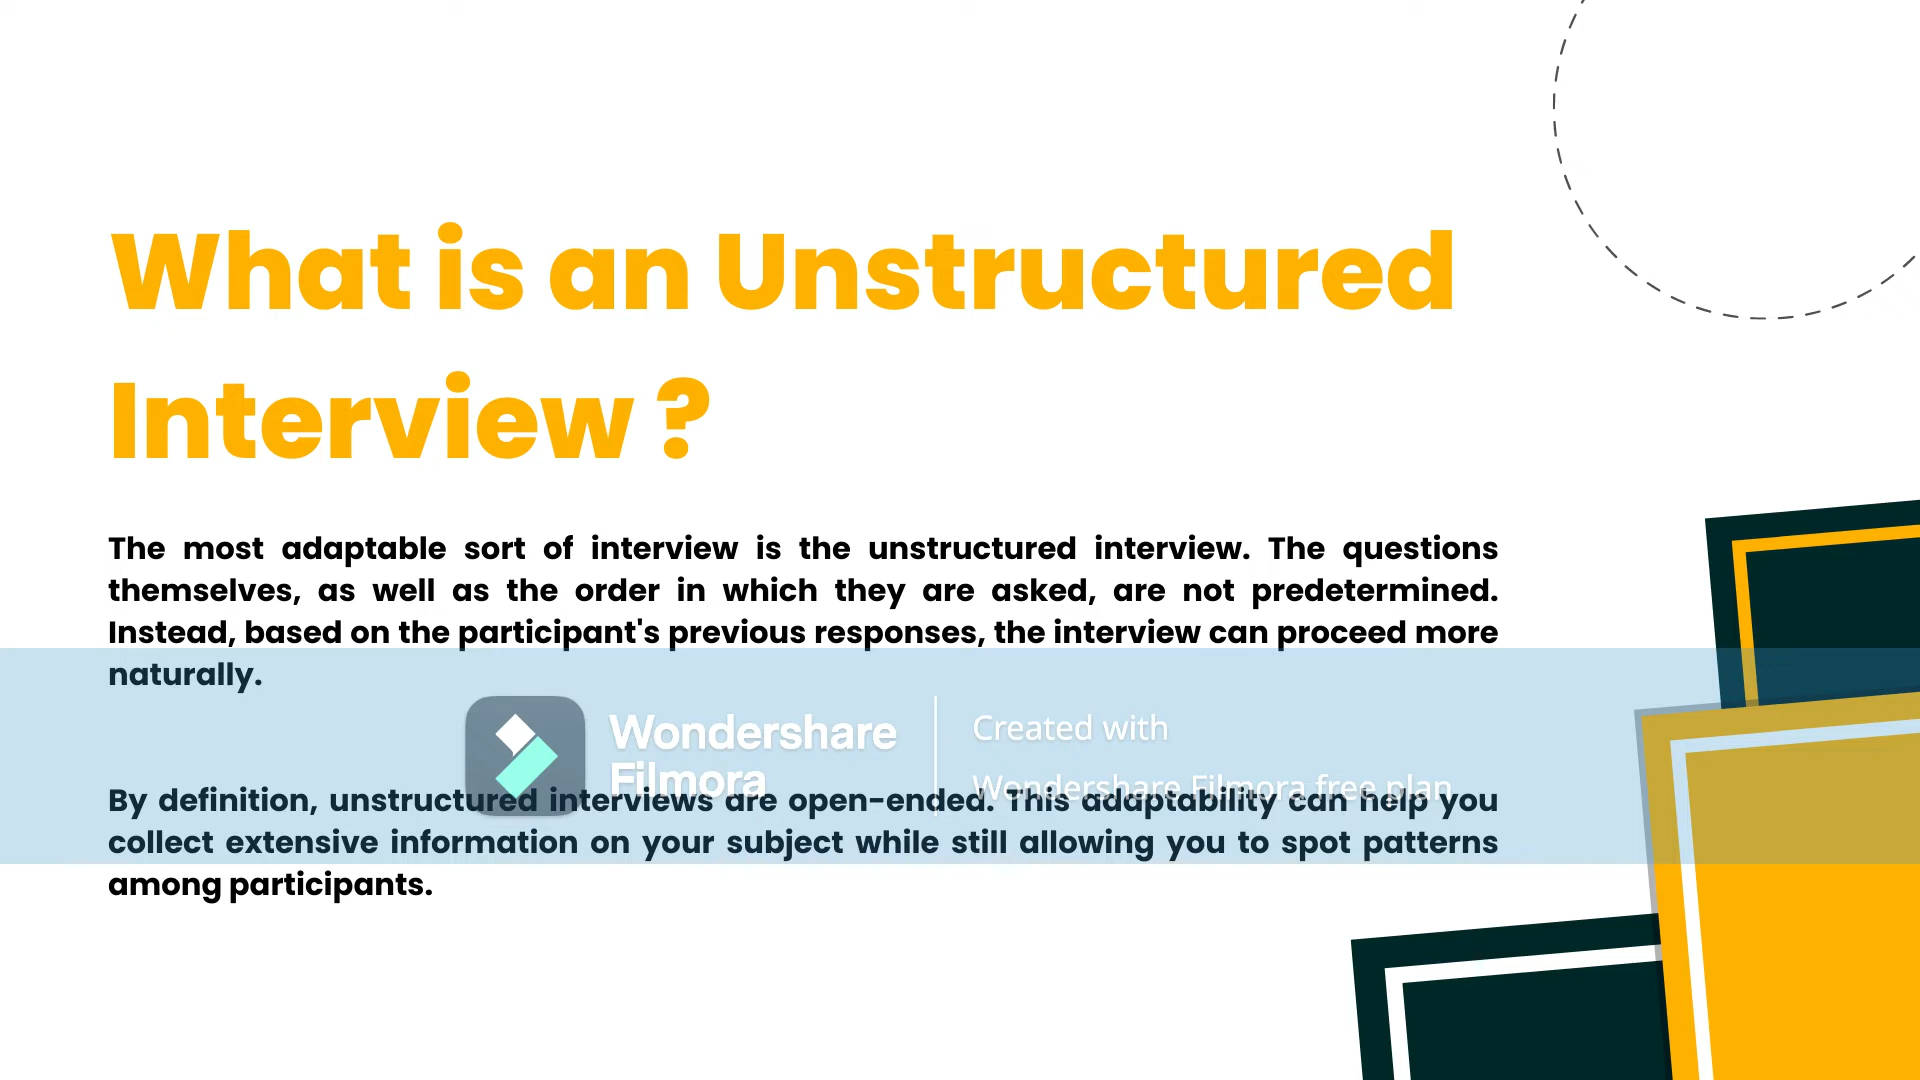 What is an Unstructured
Interview ?
The most adaptable sort of interview is the unstructured interview. The questions
themselves, as well as the order in which they are asked, are not predetermined.
Instead, based on the participant's previous responses, the interview can proceed more
naturally.
Wondershare
Filmora
Created with
Wondershare Filmora free plan
By definition, unstructured interviews are open-ended. This adaptability can help you
collect extensive information on your subject while still allowing you to spot patterns
among participants.